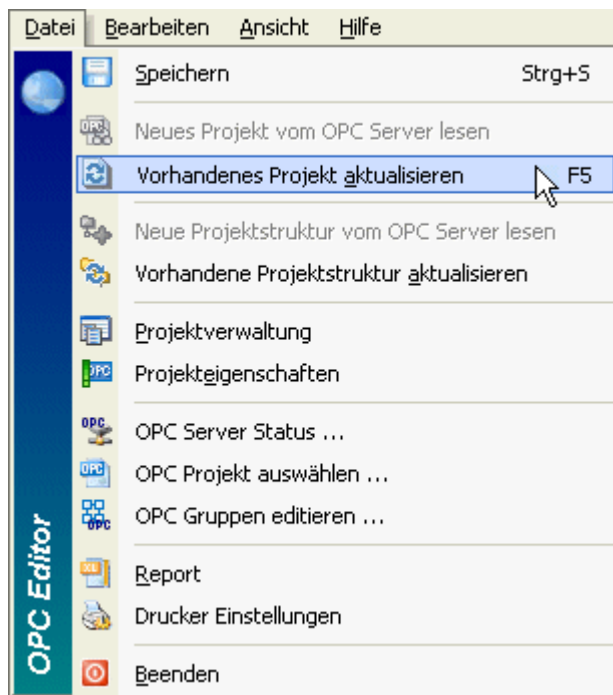 Datei Bearbeiten Ansicht Hilfe
Speichern Strg+S
Neues Projekt vom OPC Server lesen
Vorhandenes Projekt aktualisieren F5
Neue Projektstruktur vom OPC Server lesen
Vorhandene Projektstruktur aktualisieren
Projektverwaltung
Projekteigenschaften
OPC Server Status ...
OPC Projekt auswählen ...
OPC Gruppen editieren ...
Report
Drucker Einstellungen
Beenden
OPC Editor